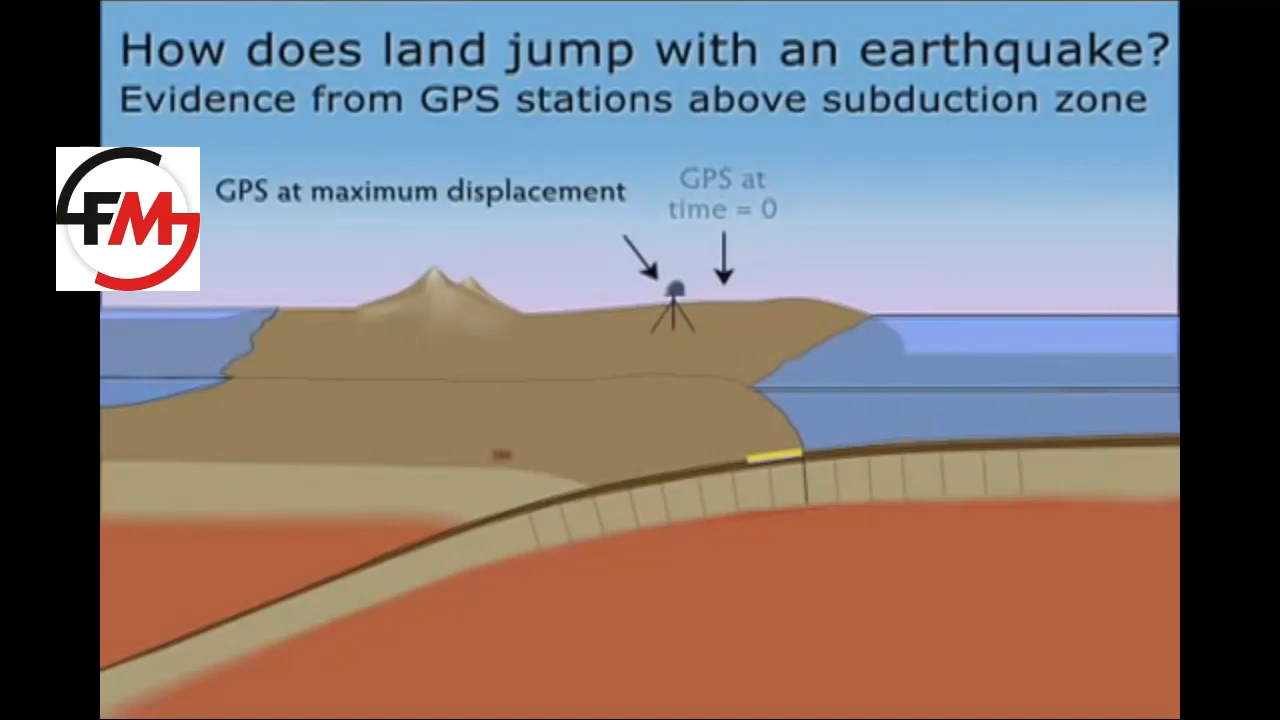 How does land jump with an earthquake?
Evidence from GPS stations above subduction zone
GPS at maximum displacement
GPS at
time = 0
FM